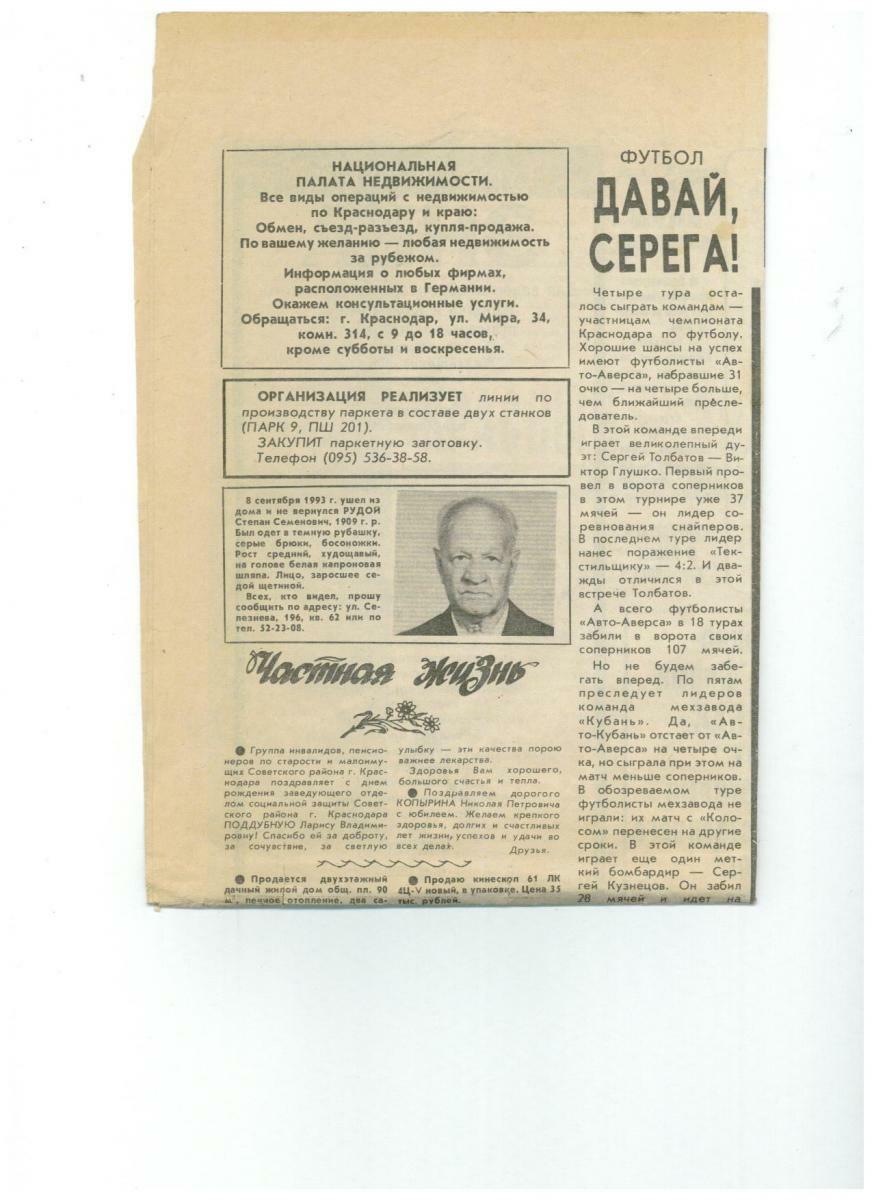 НАЦИОНАЛЬНАЯ
ПАЛАТА НЕДВИЖИМОСТИ.
Все виды операций с недвижимостью
по Краснодару и краю:
Обмен, съезд-разъезд, купля-продажа.
По вашему желанию — любая недвижимость
за рубежом.
Информация о любых фирмах,
расположенных в Германии.
Окажем консультационные услуги.
Обращаться: г. Краснодар, ул. Мира, 34,
комн. 314, с 9 до 18 часов,
кроме субботы и воскресенья.
ОРГАНИЗАЦИЯ РЕАЛИЗУЕТ линии по
производству паркета в составе двух станков
(ПАРК 9, ПШ 201).
ЗАКУПИТ паркетную заготовку.
Телефон (095) 536-38-58.
8 сентября 1993 г. ушел из
дома и не вернулся РУДОЙ
Степан Семенович, 1909 г. р.
Был одет в темную рубашку,
серые брюки, босоножки.
Рост средний, худощавый,
на голове белая капроновая
шляпа. Лицо, заросшее се-
дой щетиной.
Всех, кто видел, прошу
сообщить по адресу: ул. Се-
лезнева, 196, кв. 62 или по
тел. 52-23-08.
Частная жизнь
● Группа инвалидов, пенсио-
неров по старости и малоиму-
щих Советского района г. Крас-
нодара поздравляет с днем
рождения заведующего отде-
лом социальной защиты Совет-
ского района г. Краснодара
ПОДДУБНУЮ Ларису Владими-
ровну! Спасибо ей за доброту,
за сочувствие, за светлую
улыбку — эти качества порою
важнее лекарства.
Здоровья Вам хорошего,
большого счастья и тепла.
● Поздравляем дорогого
КОПЫРИНА Николая Петровича
с юбилеем. Желаем крепкого
здоровья, долгих и счастливых
лет жизни, успехов и удачи во
всех делах.
Друзья.
● Продается двухэтажный
дачный жилой дом общ. пл. 90
м, печное отопление, два са-
● Продаю кинескоп 61 ЛК
4Ц-V новый, в упаковке. Цена 35
тыс. рублей.
ФУТБОЛ
ДАВАЙ,
СЕРЕГА!
Четыре тура оста-
лось сыграть командам —
участницам чемпионата
Краснодара по футболу.
Хорошие шансы на успех
имеют футболисты «Ав-
то-Аверса», набравшие 31
очко — на четыре больше,
чем ближайший пресле-
дователь.
В этой команде впереди
играет великолепный ду-
эт: Сергей Толбатов — Ви-
ктор Глушко. Первый про-
вел в ворота соперников
в этом турнире уже 37
мячей — он лидер со-
ревнования снайперов.
В последнем туре лидер
нанес поражение «Тек-
стильщику» — 4:2. И два-
жды отличился в этой
встрече Толбатов.
А всего футболисты
«Авто-Аверса» в 18 турах
забили в ворота своих
соперников 107 мячей.
Но не будем забе-
гать вперед. По пятам
преследует лидеров
команда мехзавода
«Кубань». Да, «Ав-
то-Кубань» отстает от «Ав-
то-Аверса» на четыре оч-
ка, но сыграла при этом на
матч меньше соперников.
В обозреваемом туре
футболисты мехзавода не
играли: их матч с «Коло-
сом» перенесен на другие
сроки. В этой команде
играет еще один мет-
кий бомбардир — Сер-
гей Кузнецов. Он забил
28 мячей и идет на